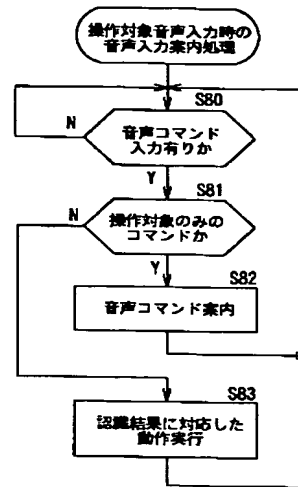 操作対象音声入力時の
音声入力案内処理
S80
N
音声コマンド
入力有りか
Y
S81
N
操作対象のみの
コマンドか
Y
S82
音声コマンド案内
S83
認識結果に対応した
動作実行